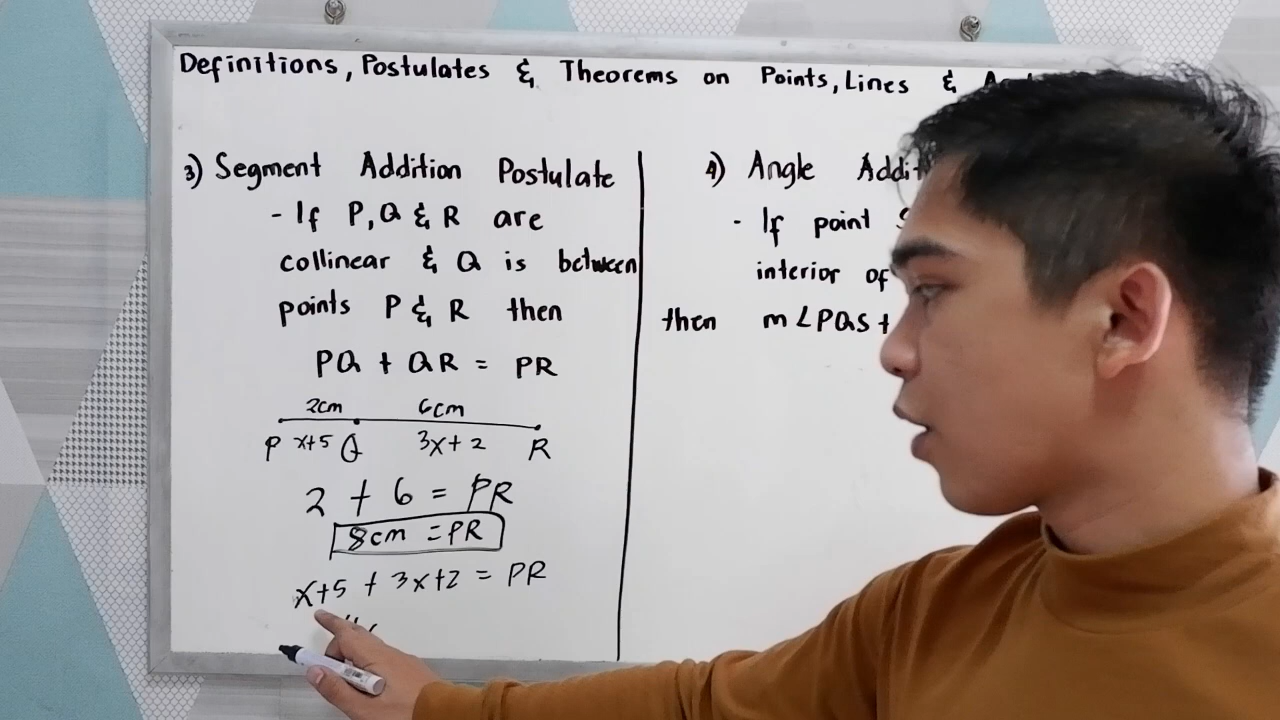 Definitions, Postulates & Theorems on Points, Lines &
3) Segment Addition Postulate
- If P, Q & R are
collinear & Q is between
points P & R then
PQ + QR = PR
2cm 6cm
P x+5 Q 3x+2 R
2 + 6 = PR
8cm = PR
x+5 + 3x+2 = PR
4) Angle
- If point
interior of
then m∠PQS +